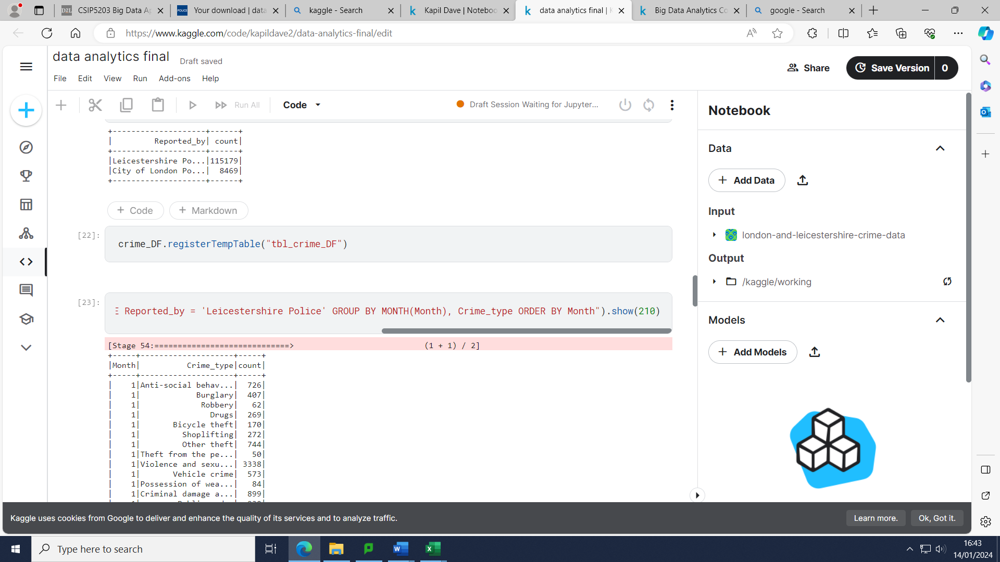 CSIP5203 Big Data Ap
Your download | data
kaggle - Search
Kapil Dave | Noteboo
data analytics final | K
Big Data Analytics Co
google - Search
https://www.kaggle.com/code/kapildave2/data-analytics-final/edit
data analytics final
Draft saved
File Edit View Run Add-ons Help
Share
Save Version 0
Run All
Code
Draft Session Waiting for Jupyter...
+--------------------+------+
|         Reported_by| count|
+--------------------+------+
|Leicestershire Po...|115179|
|City of London Po...|  8469|
+--------------------+------+
+ Code
+ Markdown
[22]:
crime_DF.registerTempTable("tbl_crime_DF")
[23]:
E Reported_by = 'Leicestershire Police' GROUP BY MONTH(Month), Crime_type ORDER BY Month").show(210)
[Stage 54:=============================> (1 + 1) / 2]
+-----+--------------------+-----+
|Month|          Crime_type|count|
+-----+--------------------+-----+
|    1|Anti-social behav...|  726|
|    1|            Burglary|  407|
|    1|             Robbery|   62|
|    1|               Drugs|  269|
|    1|       Bicycle theft|  170|
|    1|         Shoplifting|  272|
|    1|         Other theft|  744|
|    1|Theft from the pe...|   50|
|    1|Violence and sexu...| 3338|
|    1|       Vehicle crime|  573|
|    1|Possession of wea...|   84|
|    1|Criminal damage a...|  899|
Notebook
Data
+ Add Data
Input
london-and-leicestershire-crime-data
Output
/kaggle/working
Models
+ Add Models
Kaggle uses cookies from Google to deliver and enhance the quality of its services and to analyze traffic.
Learn more.
Ok, Got it.
Type here to search
16:43
14/01/2024